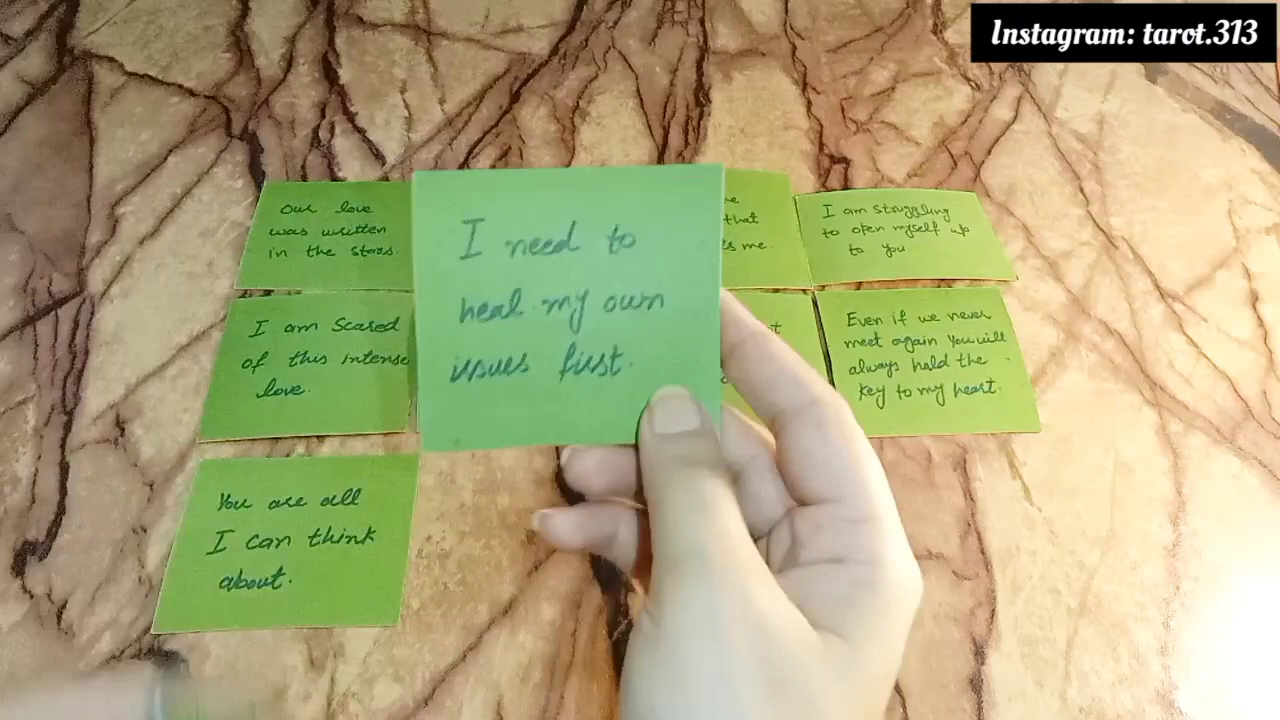 Instagram: tarot.313
Our love
was written
in the stars.
I need to
heal my own
issues first.
that
me.
I am struggling
to open myself up
to you.
I am scared
of this intense
love.
Even if we never
meet again you will
always hold the
key to my heart.
You are all
I can think
about.